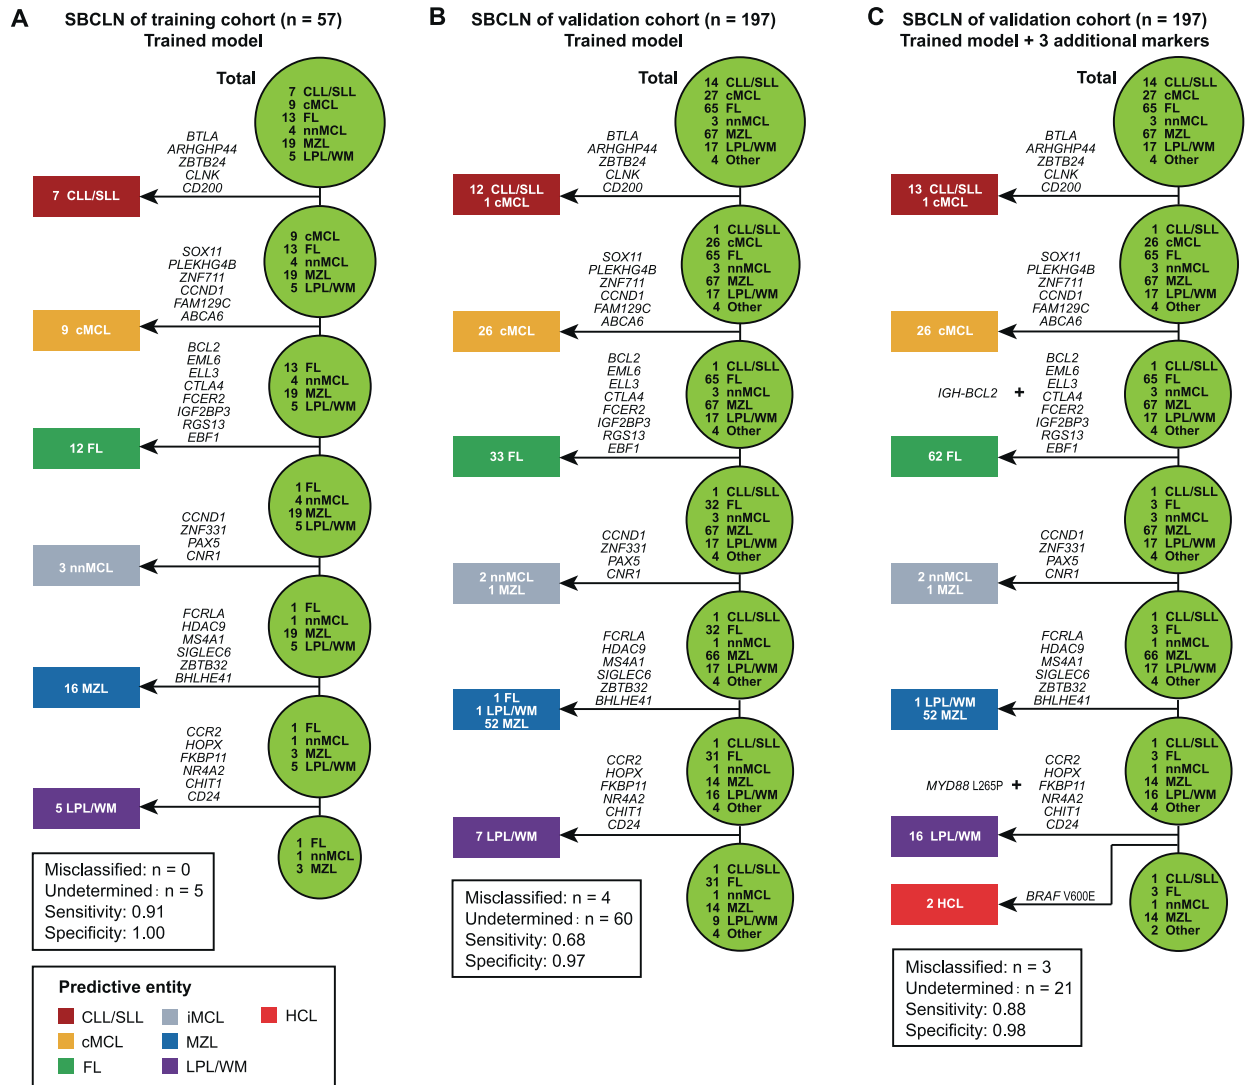 A
SBCLN of training cohort (n = 57)
Trained model
Total
7 CLL/SLL
9 cMCL
13 FL
4 nnMCL
19 MZL
5 LPL/WM
BTLA
ARHGHP44
ZBTB24
CLNK
CD200
7 CLL/SLL
9 cMCL
13 FL
4 nnMCL
19 MZL
5 LPL/WM
SOX11
PLEKHG4B
ZNF711
CCND1
FAM129C
ABCA6
9 cMCL
13 FL
4 nnMCL
19 MZL
5 LPL/WM
BCL2
EML6
ELL3
CTLA4
FCER2
IGF2BP3
RGS13
EBF1
12 FL
1 FL
4 nnMCL
19 MZL
5 LPL/WM
CCND1
ZNF331
PAX5
CNR1
3 nnMCL
1 FL
1 nnMCL
19 MZL
5 LPL/WM
FCRLA
HDAC9
MS4A1
SIGLEC6
ZBTB32
BHLHE41
16 MZL
1 FL
1 nnMCL
3 MZL
5 LPL/WM
CCR2
HOPX
FKBP11
NR4A2
CHIT1
CD24
5 LPL/WM
1 FL
1 nnMCL
3 MZL
Misclassified: n = 0
Undetermined: n = 5
Sensitivity: 0.91
Specificity: 1.00
Predictive entity
CLL/SLL
iMCL
HCL
cMCL
MZL
FL
LPL/WM
B
SBCLN of validation cohort (n = 197)
Trained model
14 CLL/SLL
27 cMCL
65 FL
3 nnMCL
67 MZL
17 LPL/WM
4 Other
BTLA
ARHGHP44
ZBTB24
CLNK
CD200
12 CLL/SLL
1 cMCL
1 CLL/SLL
26 cMCL
65 FL
3 nnMCL
67 MZL
17 LPL/WM
4 Other
SOX11
PLEKHG4B
ZNF711
CCND1
FAM129C
ABCA6
26 cMCL
1 CLL/SLL
65 FL
3 nnMCL
67 MZL
17 LPL/WM
4 Other
BCL2
EML6
ELL3
CTLA4
FCER2
IGF2BP3
RGS13
EBF1
33 FL
1 CLL/SLL
32 FL
3 nnMCL
67 MZL
17 LPL/WM
4 Other
CCND1
ZNF331
PAX5
CNR1
2 nnMCL
1 MZL
1 CLL/SLL
32 FL
1 nnMCL
66 MZL
17 LPL/WM
4 Other
FCRLA
HDAC9
MS4A1
SIGLEC6
ZBTB32
BHLHE41
1 FL
1 LPL/WM
52 MZL
1 CLL/SLL
31 FL
1 nnMCL
14 MZL
16 LPL/WM
4 Other
CCR2
HOPX
FKBP11
NR4A2
CHIT1
CD24
7 LPL/WM
1 CLL/SLL
31 FL
1 nnMCL
14 MZL
9 LPL/WM
4 Other
Misclassified: n = 4
Undetermined: n = 60
Sensitivity: 0.68
Specificity: 0.97
C
SBCLN of validation cohort (n = 197)
Trained model + 3 additional markers
14 CLL/SLL
27 cMCL
65 FL
3 nnMCL
67 MZL
17 LPL/WM
4 Other
BTLA
ARHGHP44
ZBTB24
CLNK
CD200
13 CLL/SLL
1 cMCL
1 CLL/SLL
26 cMCL
65 FL
3 nnMCL
67 MZL
17 LPL/WM
4 Other
SOX11
PLEKHG4B
ZNF711
CCND1
FAM129C
ABCA6
26 cMCL
1 CLL/SLL
65 FL
3 nnMCL
67 MZL
17 LPL/WM
4 Other
IGH-BCL2 +
BCL2
EML6
ELL3
CTLA4
FCER2
IGF2BP3
RGS13
EBF1
62 FL
1 CLL/SLL
3 FL
3 nnMCL
67 MZL
17 LPL/WM
4 Other
CCND1
ZNF331
PAX5
CNR1
2 nnMCL
1 MZL
1 CLL/SLL
3 FL
1 nnMCL
66 MZL
17 LPL/WM
4 Other
FCRLA
HDAC9
MS4A1
SIGLEC6
ZBTB32
BHLHE41
1 LPL/WM
52 MZL
1 CLL/SLL
3 FL
1 nnMCL
14 MZL
16 LPL/WM
4 Other
MYD88 L265P +
CCR2
HOPX
FKBP11
NR4A2
CHIT1
CD24
16 LPL/WM
BRAF V600E
2 HCL
1 CLL/SLL
3 FL
1 nnMCL
14 MZL
2 Other
Misclassified: n = 3
Undetermined: n = 21
Sensitivity: 0.88
Specificity: 0.98